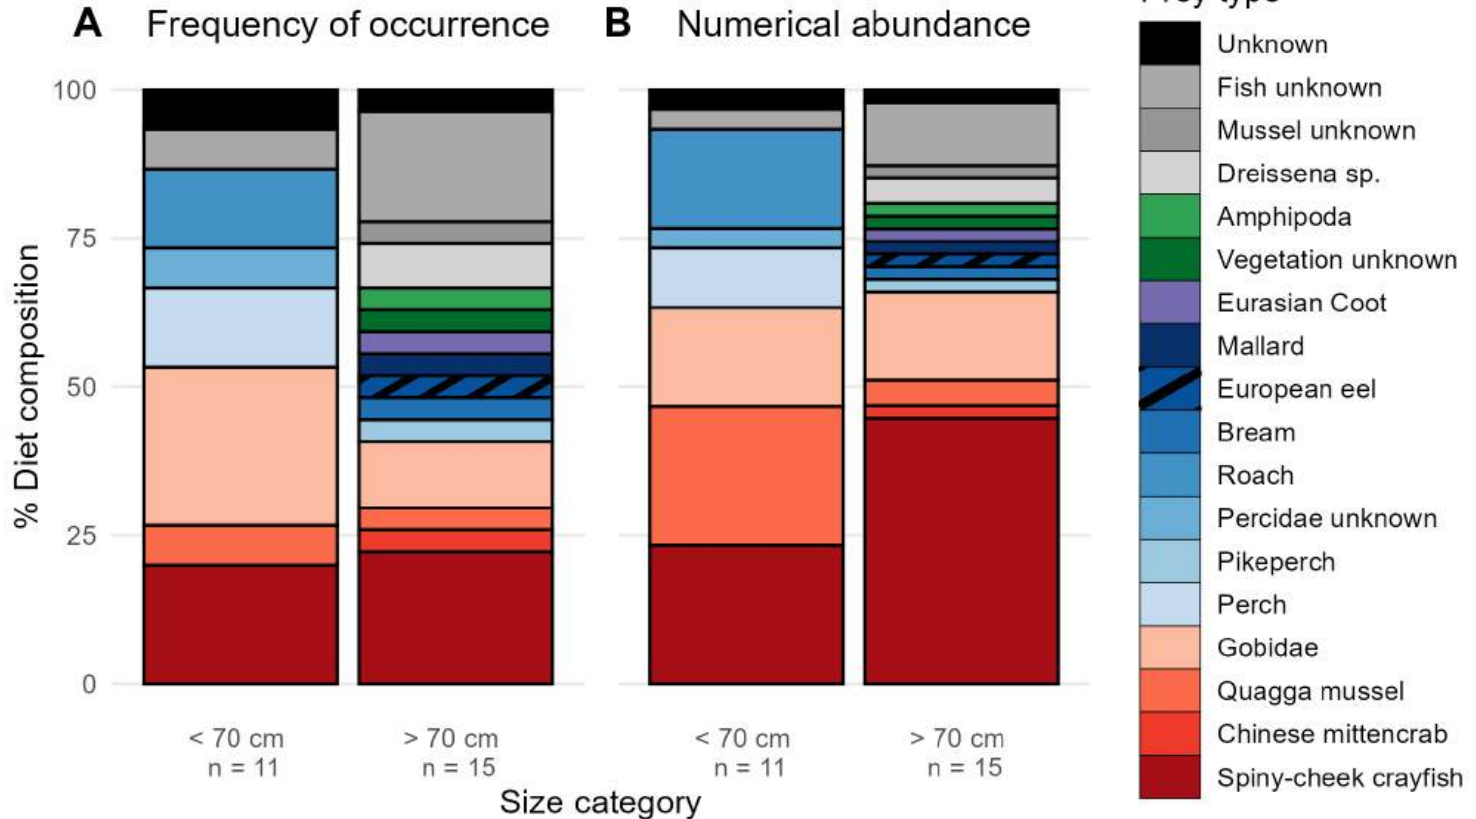 A Frequency of occurrence
B Numerical abundance
% Diet composition
100
75
50
25
0
< 70 cm
n = 11
> 70 cm
n = 15
< 70 cm
n = 11
> 70 cm
n = 15
Size category
Prey type
Unknown
Fish unknown
Mussel unknown
Dreissena sp.
Amphipoda
Vegetation unknown
Eurasian Coot
Mallard
European eel
Bream
Roach
Percidae unknown
Pikeperch
Perch
Gobidae
Quagga mussel
Chinese mittencrab
Spiny-cheek crayfish